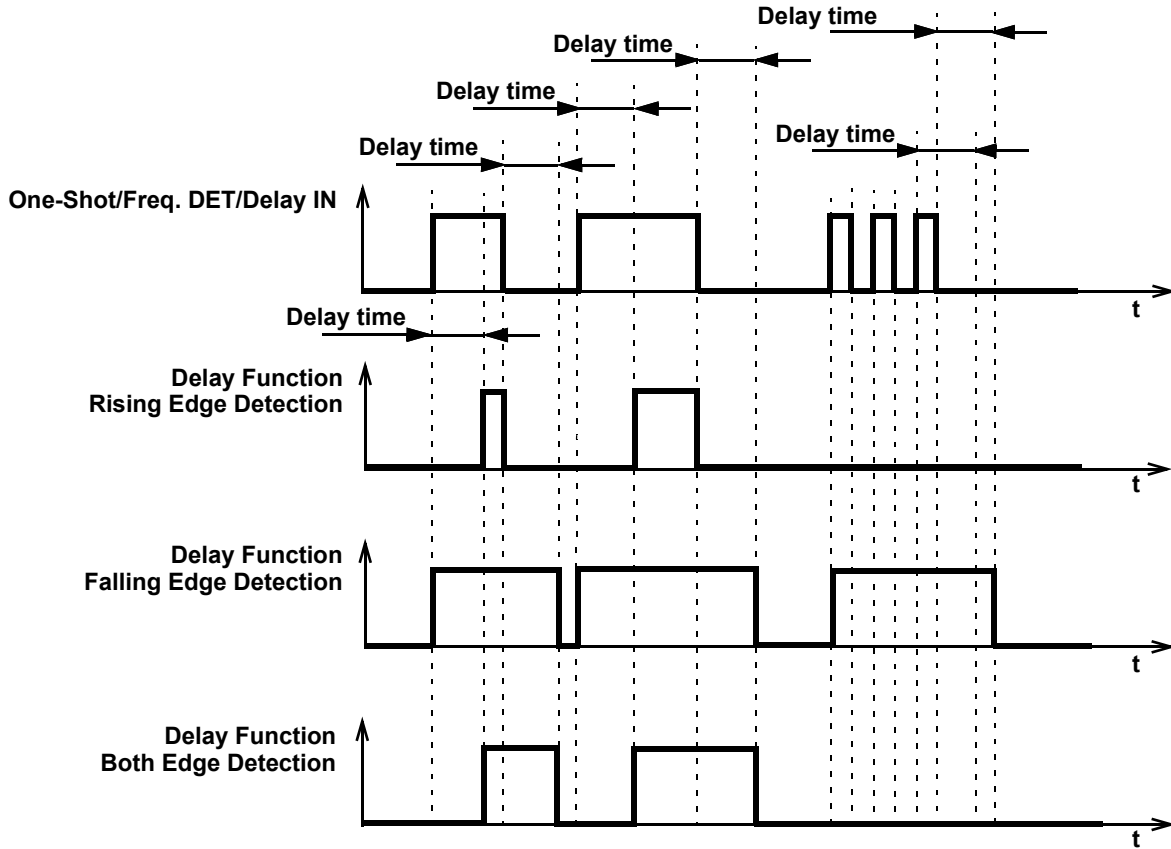 Delay time
Delay time
Delay time
Delay time
Delay time
One-Shot/Freq. DET/Delay IN
t
Delay time
Delay Function
Rising Edge Detection
t
Delay Function
Falling Edge Detection
t
Delay Function
Both Edge Detection
t